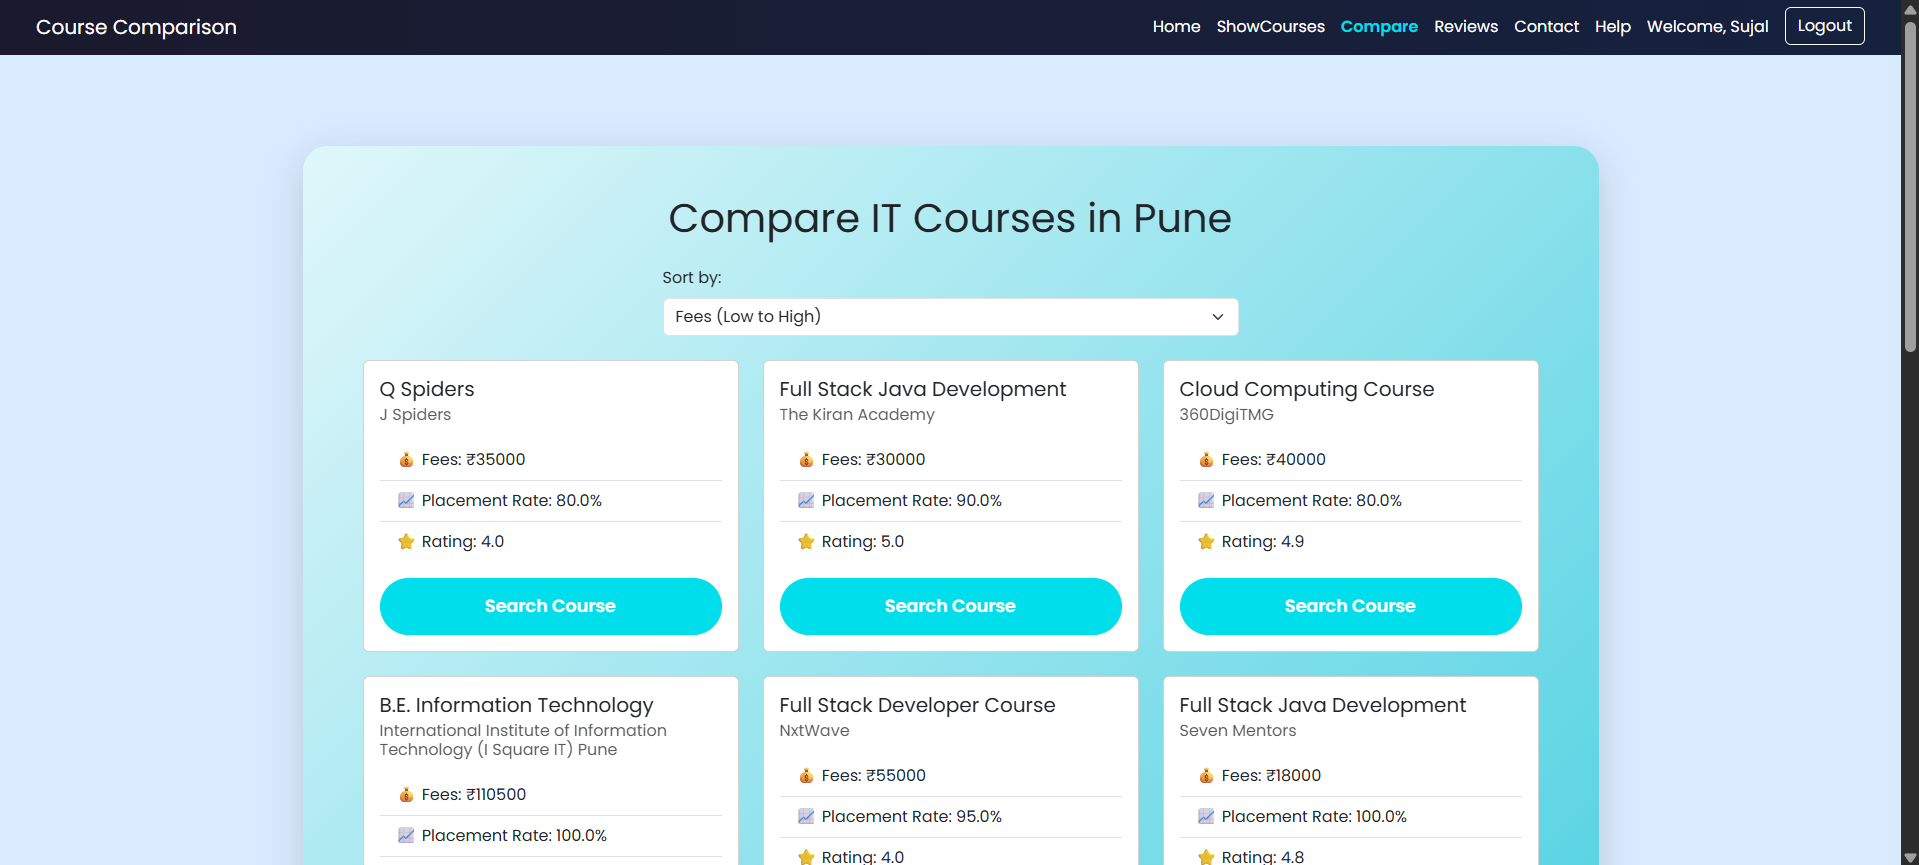 Course Comparison
Home ShowCourses Compare Reviews Contact Help Welcome, Sujal Logout
Compare IT Courses in Pune
Sort by:
Fees (Low to High)
Q Spiders
J Spiders
Fees: ₹35000
Placement Rate: 80.0%
Rating: 4.0
Search Course
Full Stack Java Development
The Kiran Academy
Fees: ₹30000
Placement Rate: 90.0%
Rating: 5.0
Search Course
Cloud Computing Course
360DigiTMG
Fees: ₹40000
Placement Rate: 80.0%
Rating: 4.9
Search Course
B.E. Information Technology
International Institute of Information
Technology (I Square IT) Pune
Fees: ₹110500
Placement Rate: 100.0%
Full Stack Developer Course
NxtWave
Fees: ₹55000
Placement Rate: 95.0%
Rating: 4.0
Full Stack Java Development
Seven Mentors
Fees: ₹18000
Placement Rate: 100.0%
Rating: 4.8